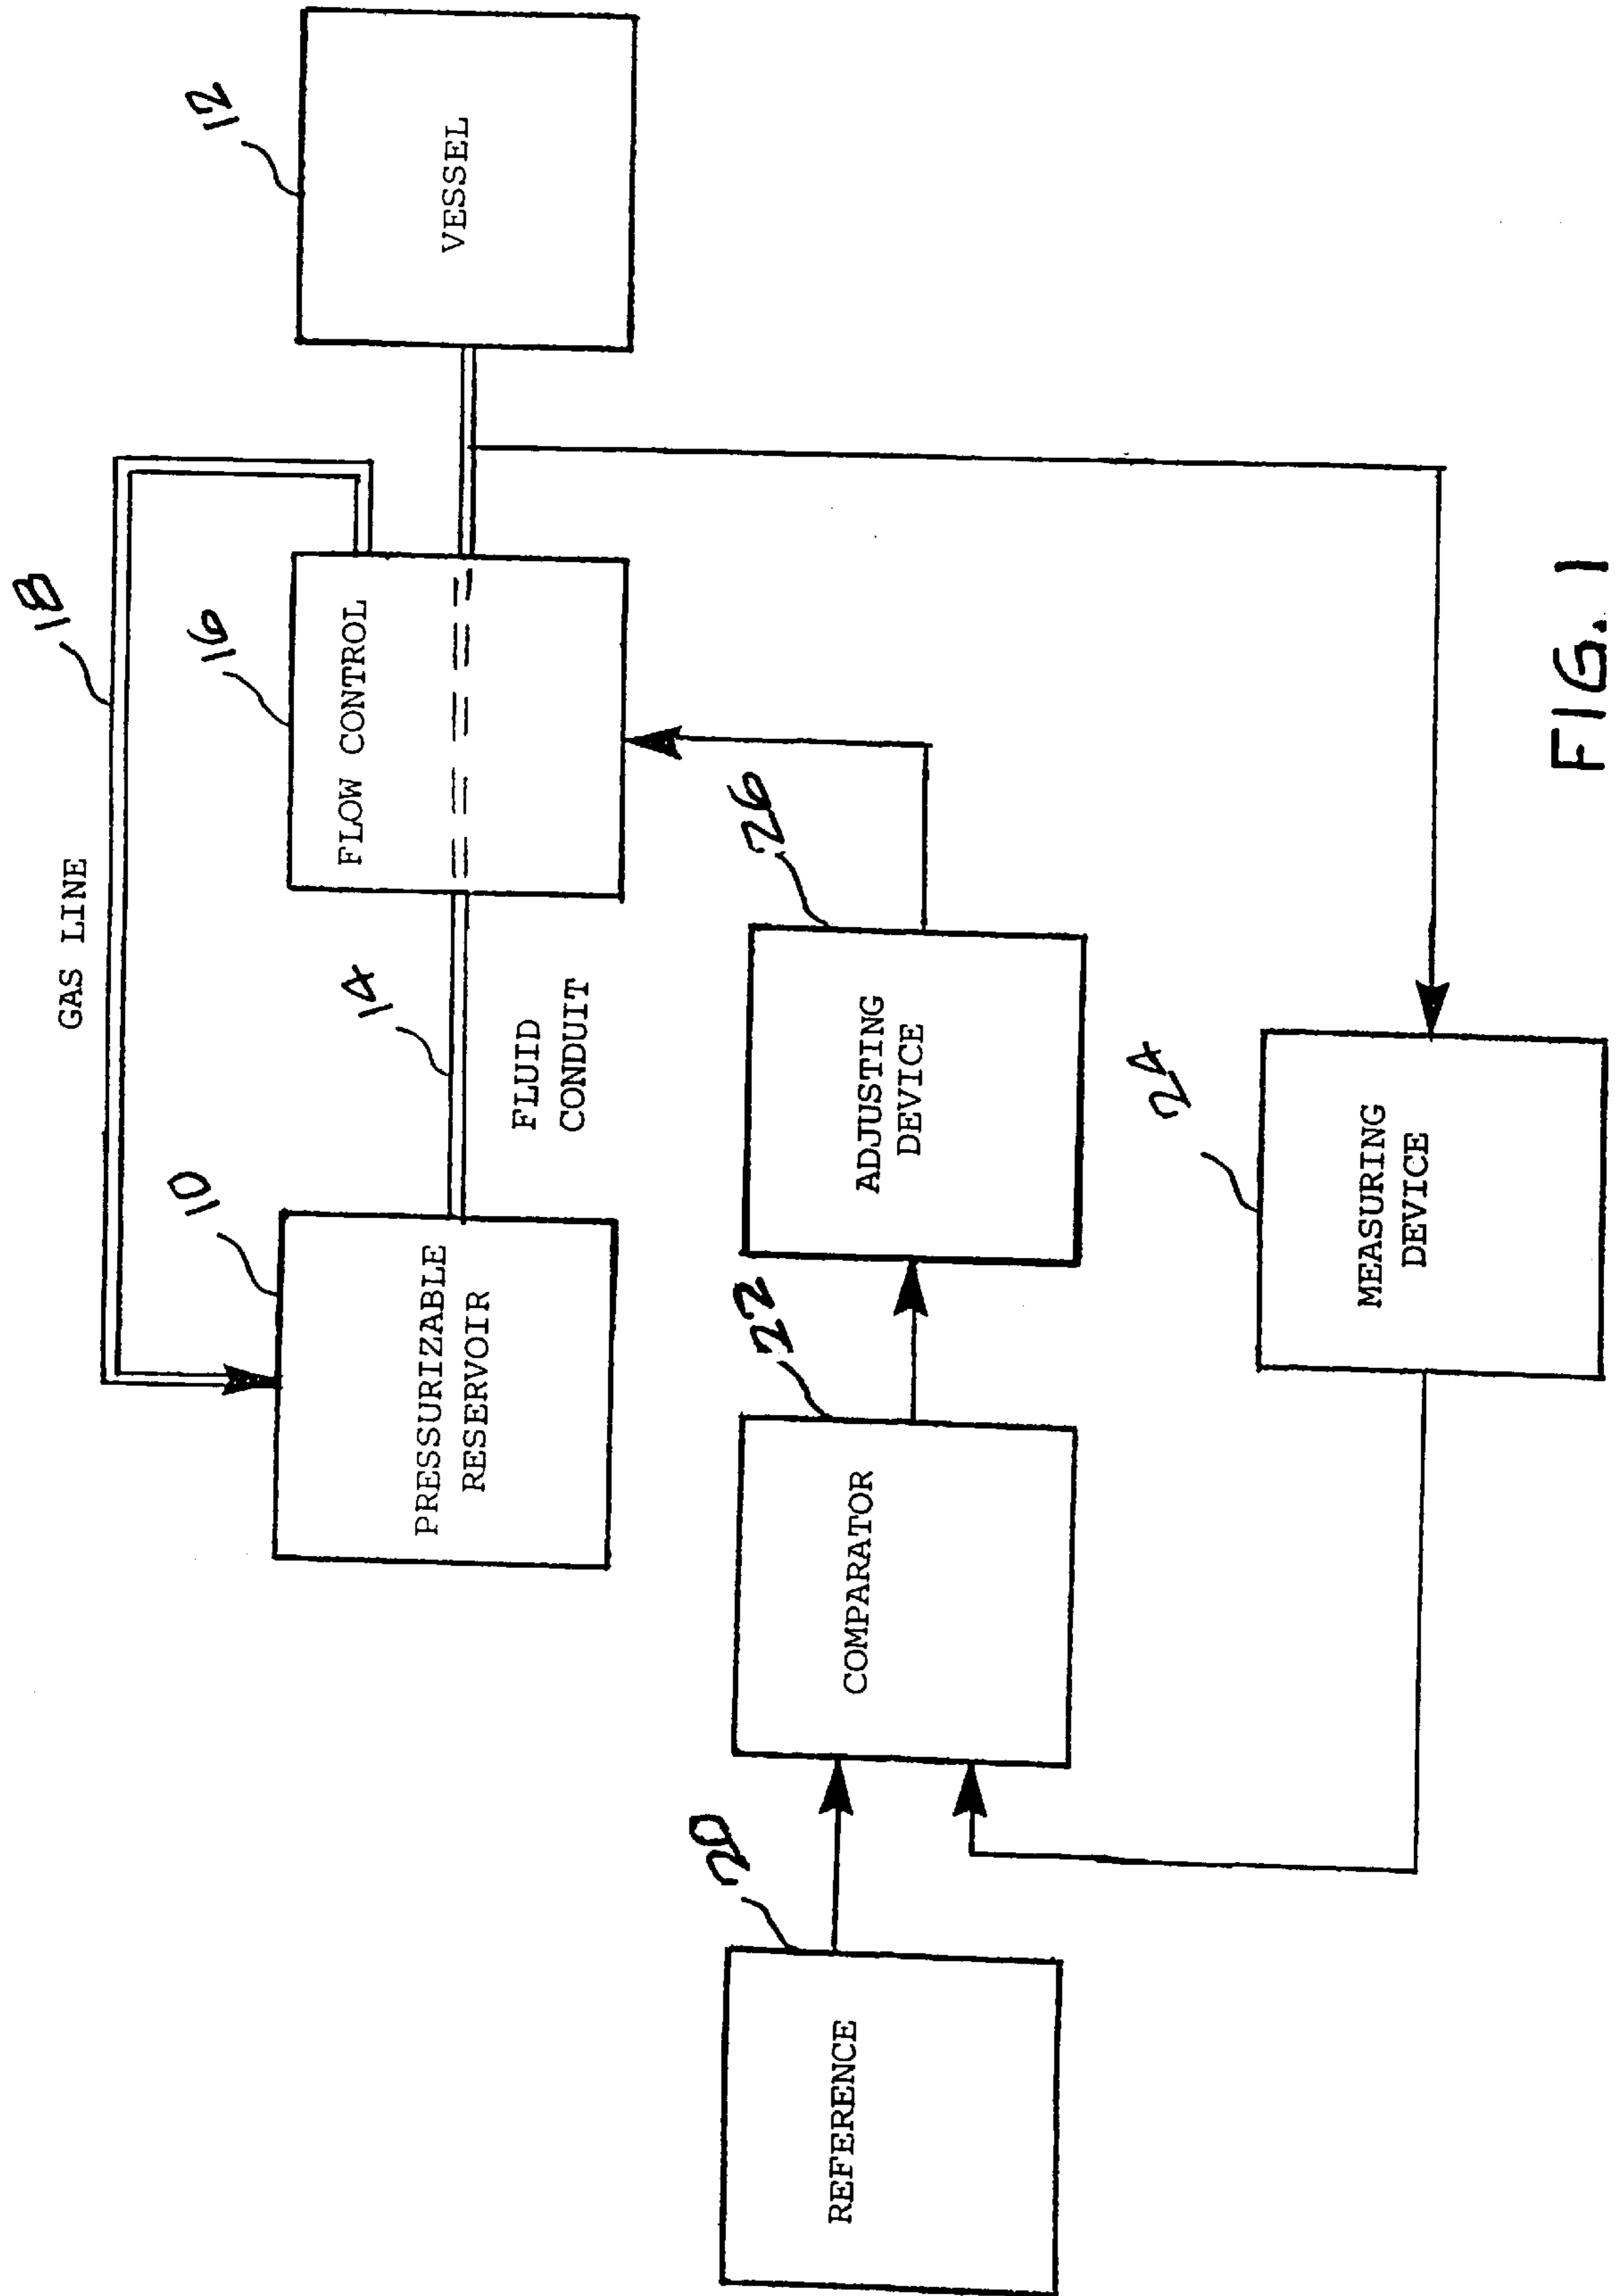 18
GAS LINE
10
PRESSURIZABLE
RESERVOIR
14
FLUID
CONDUIT
16
FLOW CONTROL
12
VESSEL
20
REFERENCE
22
COMPARATOR
26
ADJUSTING
DEVICE
24
MEASURING
DEVICE
FIG. 1